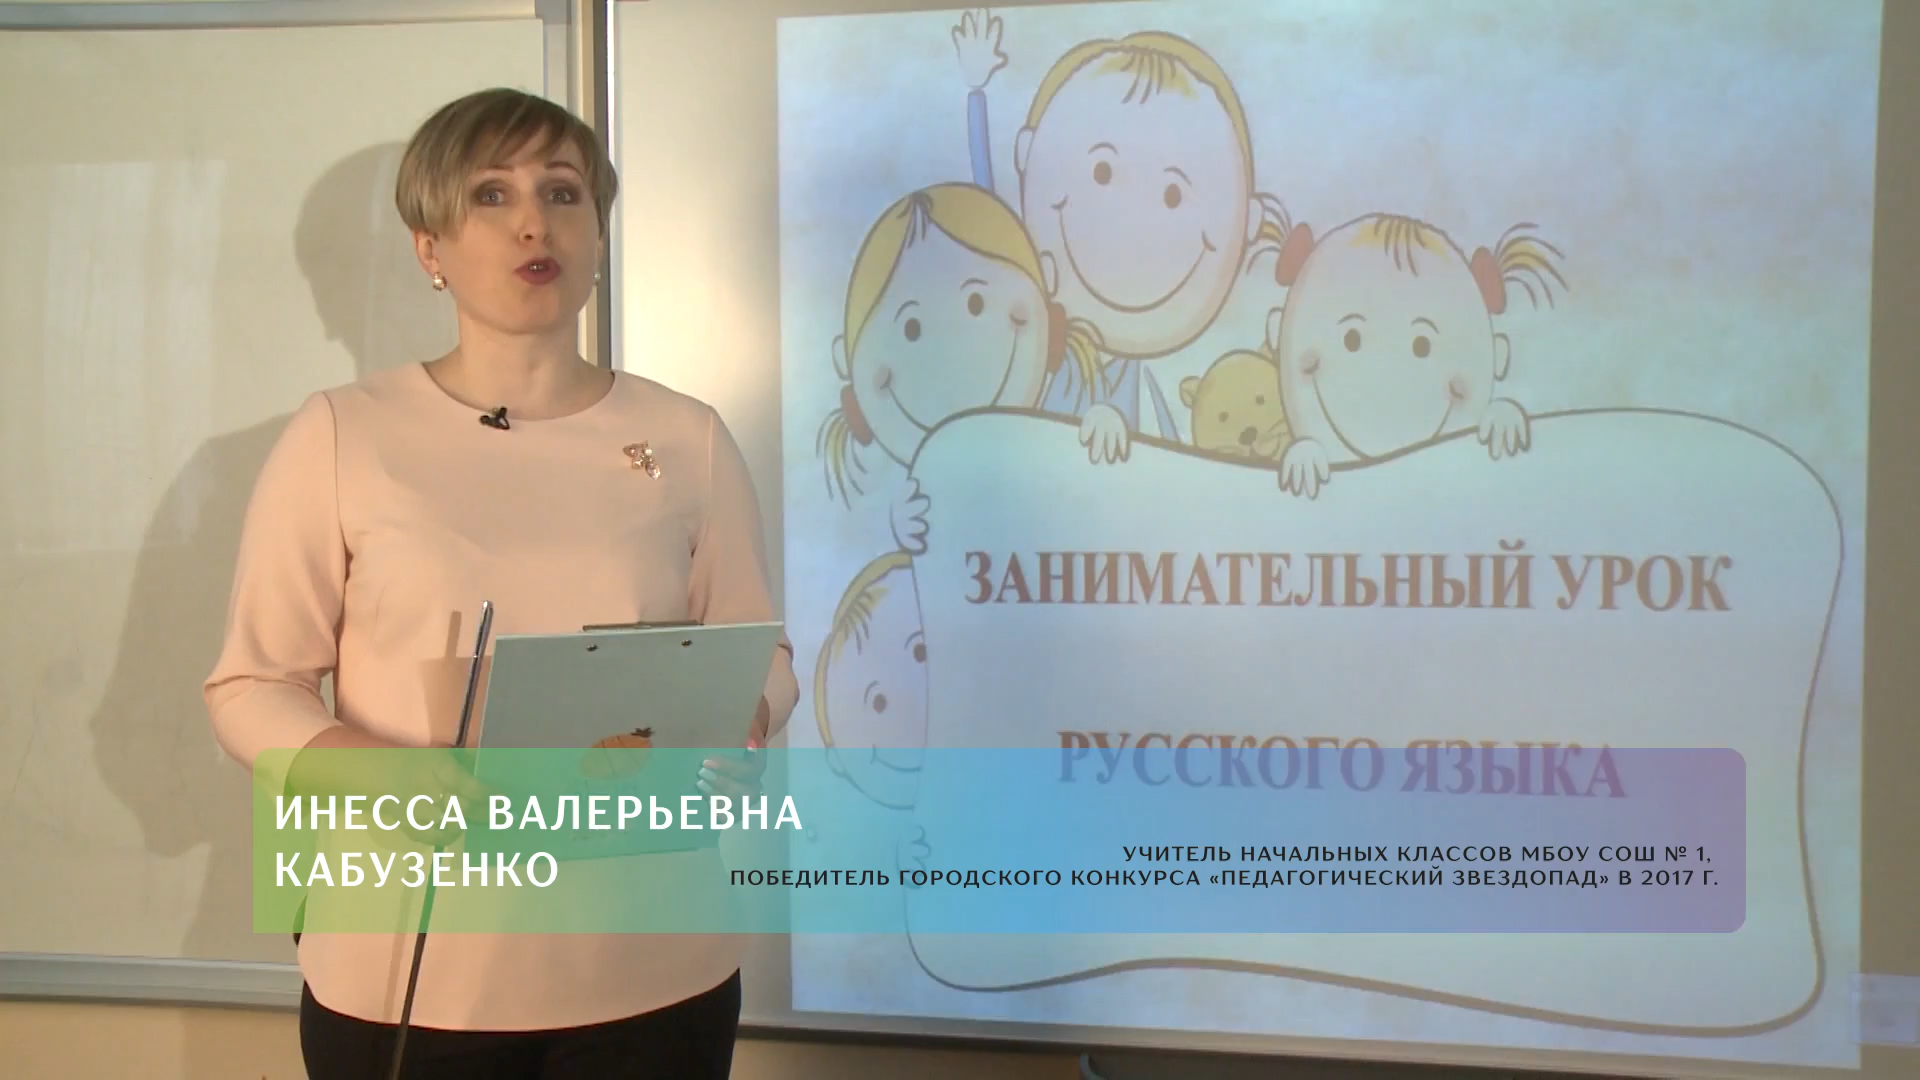 ЗАНИМАТЕЛЬНЫЙ УРОК
РУССКОГО ЯЗЫКА
ИНЕССА ВАЛЕРЬЕВНА
КАБУЗЕНКО
УЧИТЕЛЬ НАЧАЛЬНЫХ КЛАССОВ МБОУ СОШ № 1,
ПОБЕДИТЕЛЬ ГОРОДСКОГО КОНКУРСА «ПЕДАГОГИЧЕСКИЙ ЗВЕЗДОПАД» В 2017 Г.